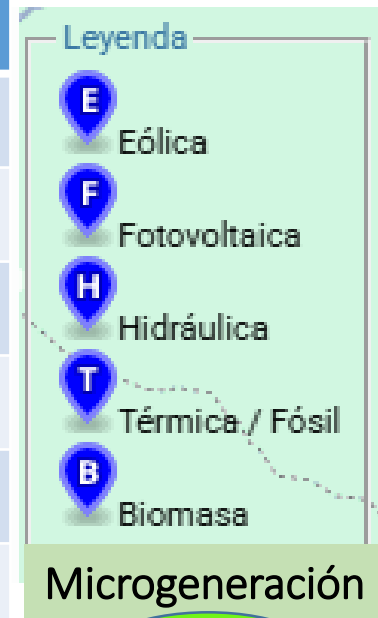 Leyenda
E
Eólica
F
Fotovoltaica
H
Hidráulica
T
Térmica / Fósil
B
Biomasa
Microgeneración